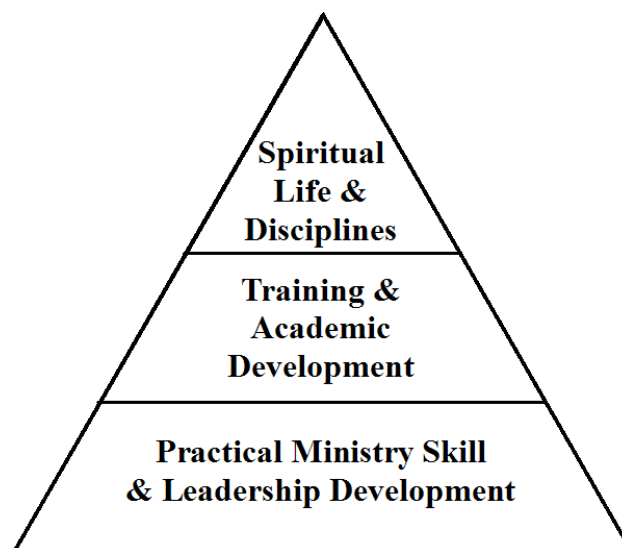 Spiritual
Life &
Disciplines
Training &
Academic
Development
Practical Ministry Skill
& Leadership Development